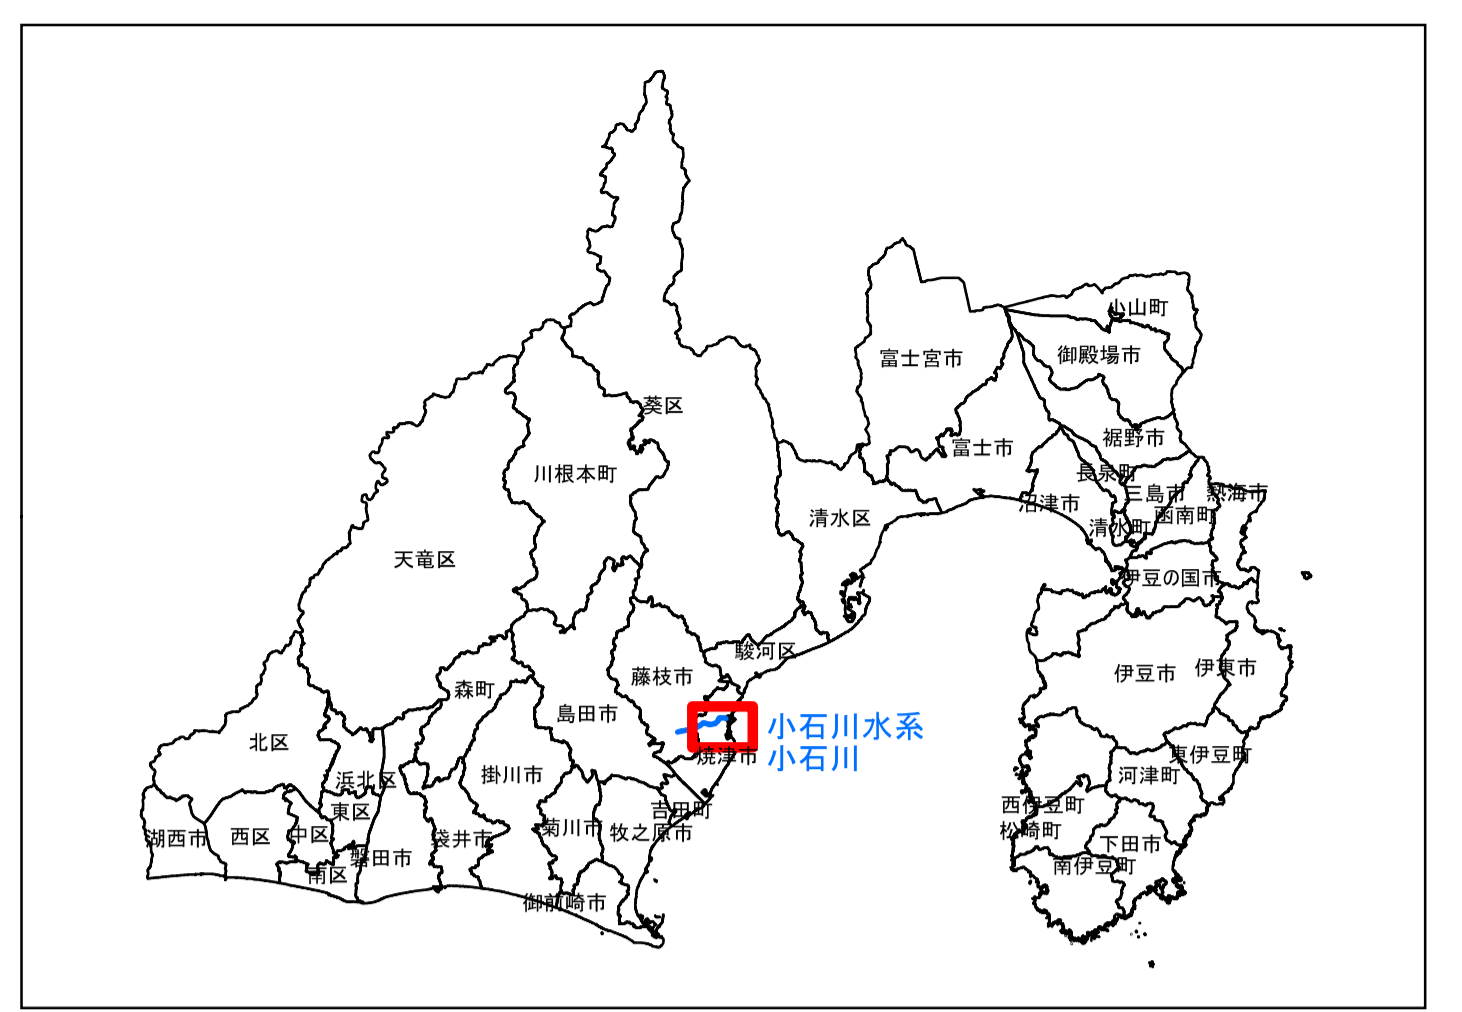 小山町
御殿場市
富士宮市
葵区
裾野市
富士市
川根本町
長泉町
三島市
熱海市
沼津市
函南町
清水区
清水町
天竜区
伊豆の国市
駿河区
伊東市
伊豆市
藤枝市
森町
島田市
小石川水系
小石川
北区
東伊豆町
焼津市
掛川市
河津町
浜北区
西伊豆町
東区
吉田町
松崎町
湖西市
西区
中区
袋井市
菊川市
牧之原市
下田市
磐田市
南伊豆町
南区
御前崎市